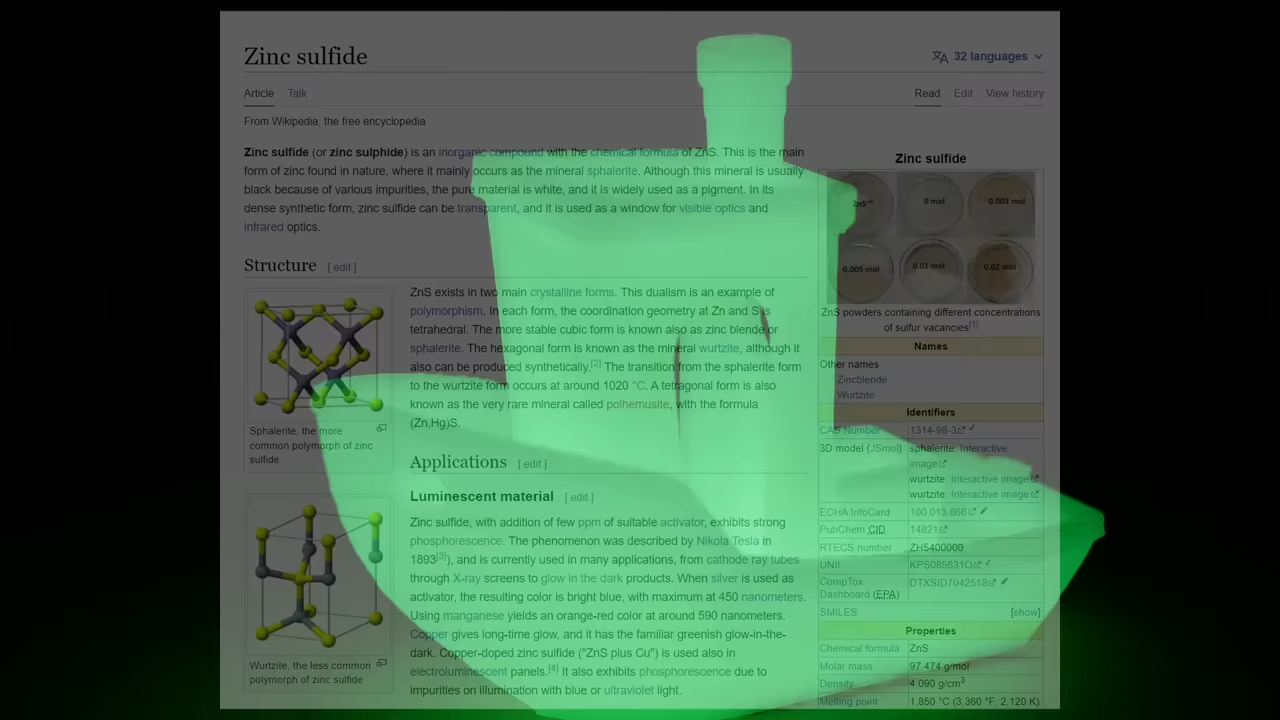 Zinc sulfide
32 languages
Article Talk
Read Edit View history
From Wikipedia, the free encyclopedia
Zinc sulfide (or zinc sulphide) is an inorganic compound with the chemical formula of ZnS. This is the main
form of zinc found in nature, where it mainly occurs as the mineral sphalerite. Although this mineral is usually
black because of various impurities, the pure material is white, and it is widely used as a pigment. In its
dense synthetic form, zinc sulfide can be transparent, and it is used as a window for visible optics and
infrared optics.
Structure [ edit ]
ZnS exists in two main crystalline forms. This dualism is an example of
polymorphism. In each form, the coordination geometry at Zn and S is
tetrahedral. The more stable cubic form is known also as zinc blende or
sphalerite. The hexagonal form is known as the mineral wurtzite, although it
also can be produced synthetically.[2] The transition from the sphalerite form
to the wurtzite form occurs at around 1020 °C. A tetragonal form is also
known as the very rare mineral called polhemusite, with the formula
(Zn,Hg)S.
Sphalerite, the more
common polymorph of zinc
sulfide
Applications [ edit ]
Luminescent material [ edit ]
Zinc sulfide, with addition of few ppm of suitable activator, exhibits strong
phosphorescence. The phenomenon was described by Nikola Tesla in
1893[3]), and is currently used in many applications, from cathode ray tubes
through X-ray screens to glow in the dark products. When silver is used as
activator, the resulting color is bright blue, with maximum at 450 nanometers.
Using manganese yields an orange-red color at around 590 nanometers.
Copper gives long-time glow, and it has the familiar greenish glow-in-the-
dark. Copper-doped zinc sulfide ("ZnS plus Cu") is used also in
electroluminescent panels.[4] It also exhibits phosphorescence due to
impurities on illumination with blue or ultraviolet light.
Wurtzite, the less common
polymorph of zinc sulfide
Zinc sulfide
0 mol 0.003 mol
0.005 mol 0.01 mol 0.02 mol
ZnS powders containing different concentrations
of sulfur vacancies[1]
Names
Other names
Zincblende
Wurtzite
Identifiers
CAS Number 1314-98-3 ✓
3D model (JSmol) sphalerite: Interactive
image
wurtzite: Interactive image
wurtzite: Interactive image
ECHA InfoCard 100.013.866
PubChem CID 14821
RTECS number ZH5400000
UNII KPS085631O ✓
CompTox DTXSID7042518
Dashboard (EPA)
SMILES [show]
Properties
Chemical formula ZnS
Molar mass 97.474 g/mol
Density 4.090 g/cm3
Melting point 1,850 °C (3,360 °F; 2,120 K)